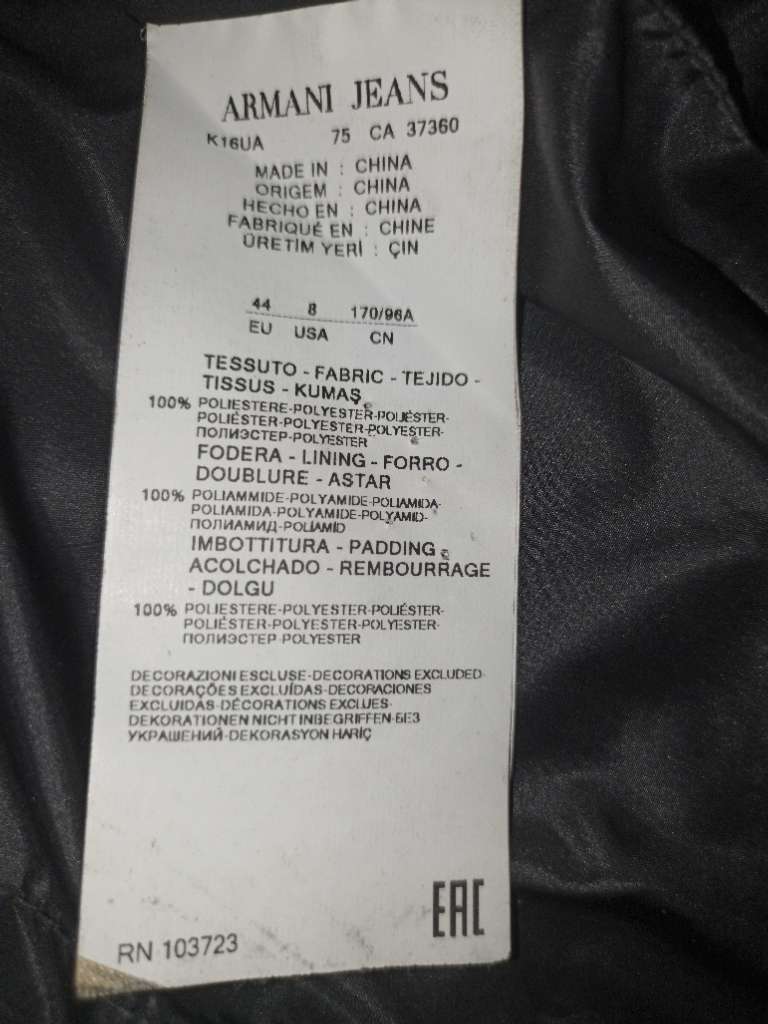 ARMANI JEANS
K16UA 75 CA 37360
MADE IN : CHINA
ORIGEM : CHINA
HECHO EN : CHINA
FABRIQUÉ EN : CHINE
ÜRETİM YERİ : ÇIN
44 8 170/96A
EU USA CN
TESSUTO - FABRIC - TEJIDO -
TISSUS - KUMAŞ
100% POLIESTERE-POLYESTER-POLIÉSTER-
POLIÉSTER-POLYESTER-POLYESTER-
ПОЛИЭСТЕР-POLYESTER
FODERA - LINING - FORRO -
DOUBLURE - ASTAR
100% POLIAMMIDE-POLYAMIDE-POLIAMIDA-
POLIAMIDA-POLYAMIDE-POLYAMID-
ПОЛИАМИД-POLIAMID
IMBOTTITURA - PADDING
ACOLCHADO - REMBOURRAGE
- DOLGU
100% POLIESTERE-POLYESTER-POLIÉSTER-
POLIÉSTER-POLYESTER-POLYESTER-
ПОЛИЭСТЕР-POLYESTER
DECORAZIONI ESCLUSE-DECORATIONS EXCLUDED-
DECORAÇÕES EXCLUÍDAS-DECORACIONES
EXCLUIDAS-DÉCORATIONS EXCLUES-
DEKORATIONEN NICHT INBEGRIFFEN-БЕЗ
УКРАШЕНИЙ-DEKORASYON HARİÇ
EAC
RN 103723